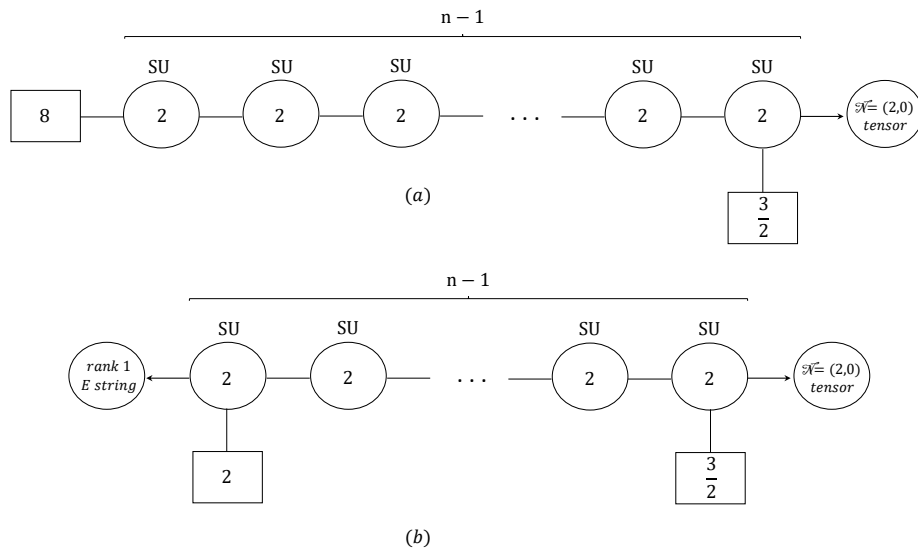 n − 1
SU SU SU SU SU
8 2 2 2 . . . 2 2 𝒩= (2,0)
tensor
(a)
3
2
n − 1
SU SU SU SU
rank 1
E string
2 2 . . . 2 2 𝒩= (2,0)
tensor
2 3
2
(b)